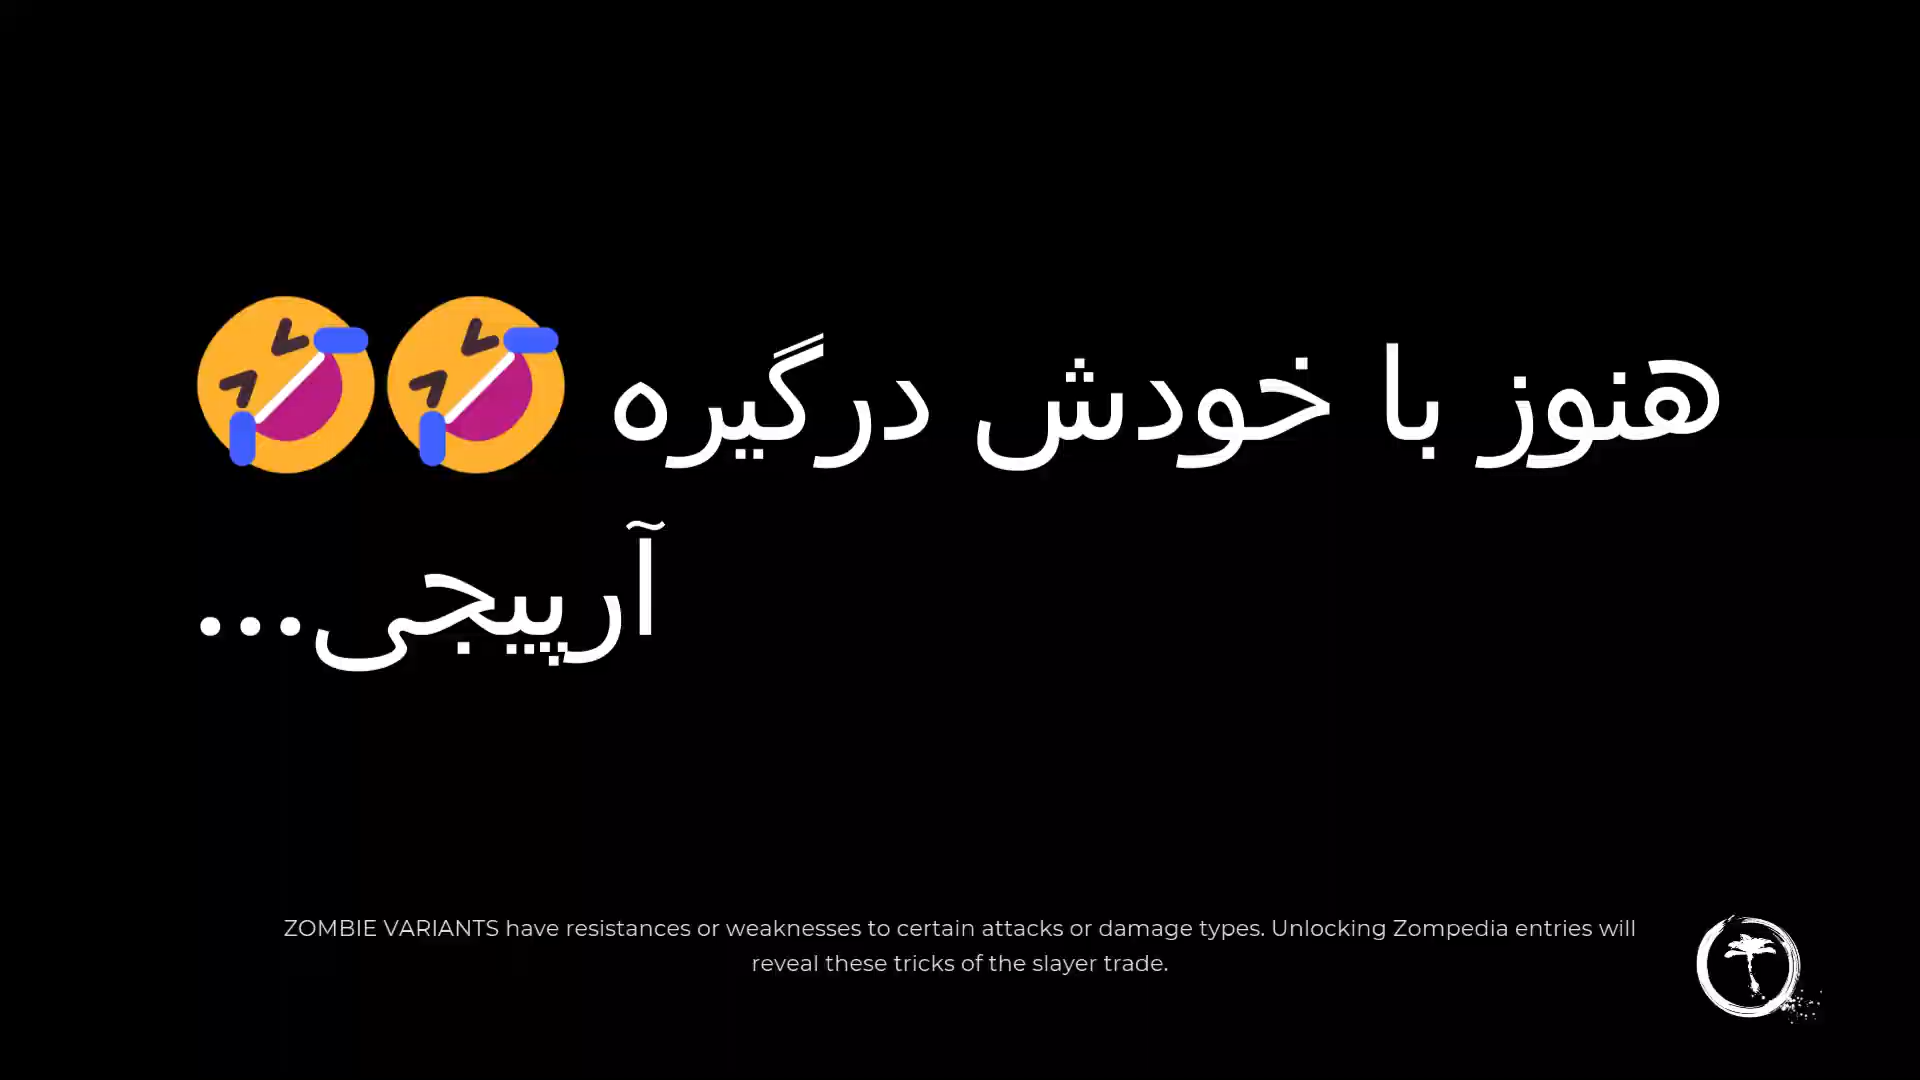 هنوز با خودش درگیره 🤣🤣
آرپیجی...
ZOMBIE VARIANTS have resistances or weaknesses to certain attacks or damage types. Unlocking Zompedia entries will
reveal these tricks of the slayer trade.